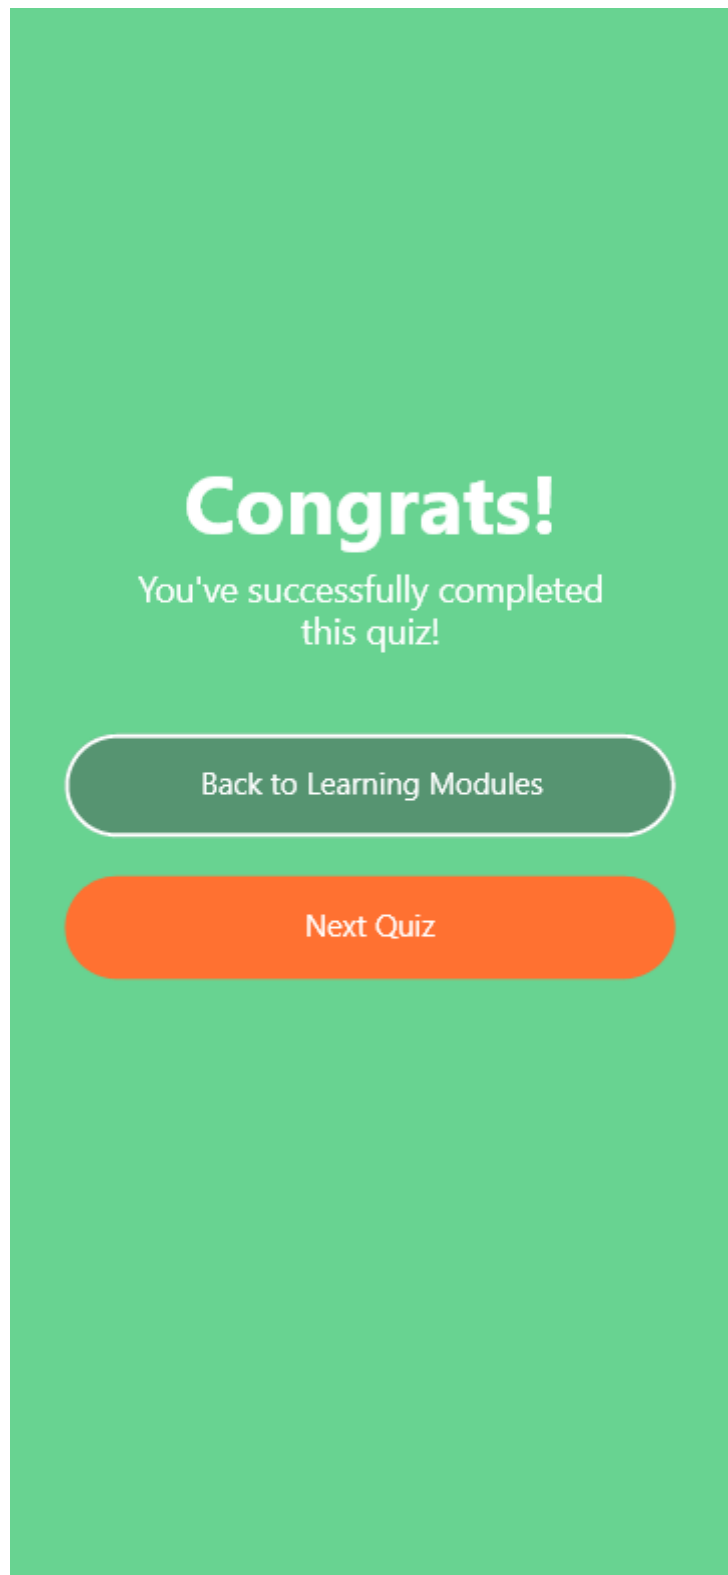 Congrats!
You've successfully completed
this quiz!
Back to Learning Modules
Next Quiz